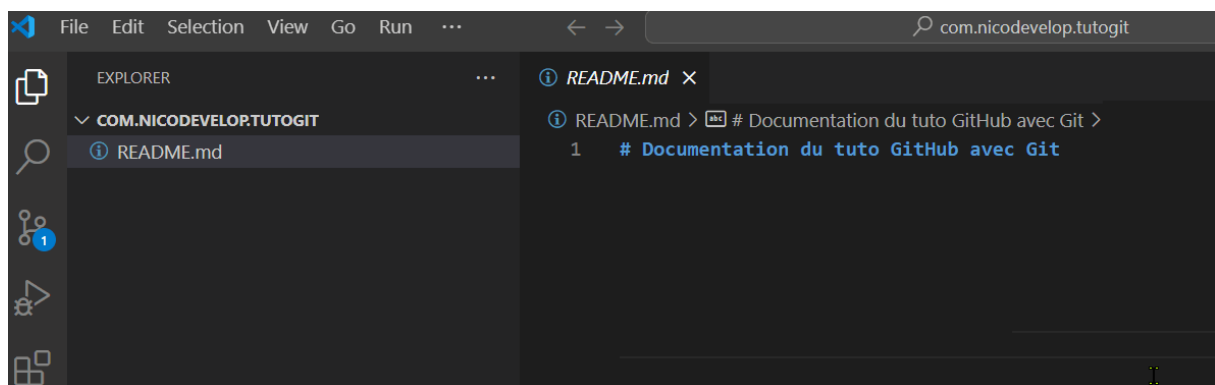 File Edit Selection View Go Run ··· ← → com.nicodevelop.tutogit
EXPLORER ···
README.md ×
COM.NICODEVELOP.TUTOGIT
README.md > abc # Documentation du tuto GitHub avec Git >
README.md
1 # Documentation du tuto GitHub avec Git
1